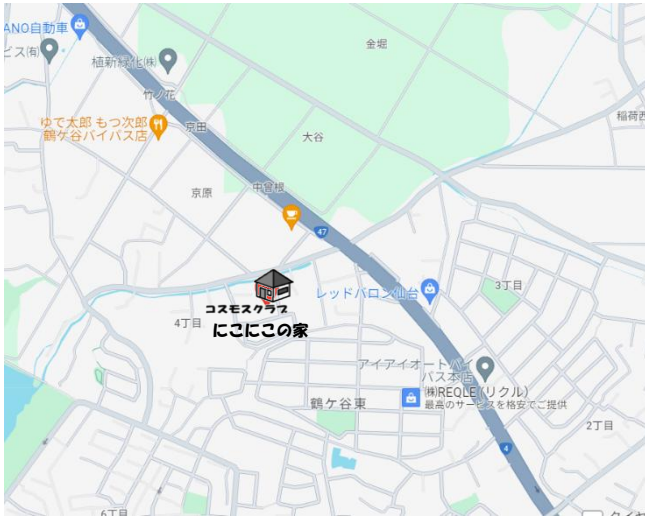 ANO自動車
ビス㈲
植新緑化㈱
金堀
竹ノ花
京田
ゆで太郎 もつ次郎
鶴ケ谷バイパス店
大谷
稲荷西
京原
中曾根
47
コスモスクラブ
にこにこの家
レッドバロン仙台
3丁目
4丁目
アイアイオートバイ
パス本店
㈱REQLE(リクル)
最高のサービスを格安でご提供
鶴ケ谷東
2丁目
4
6丁目
タイヤ